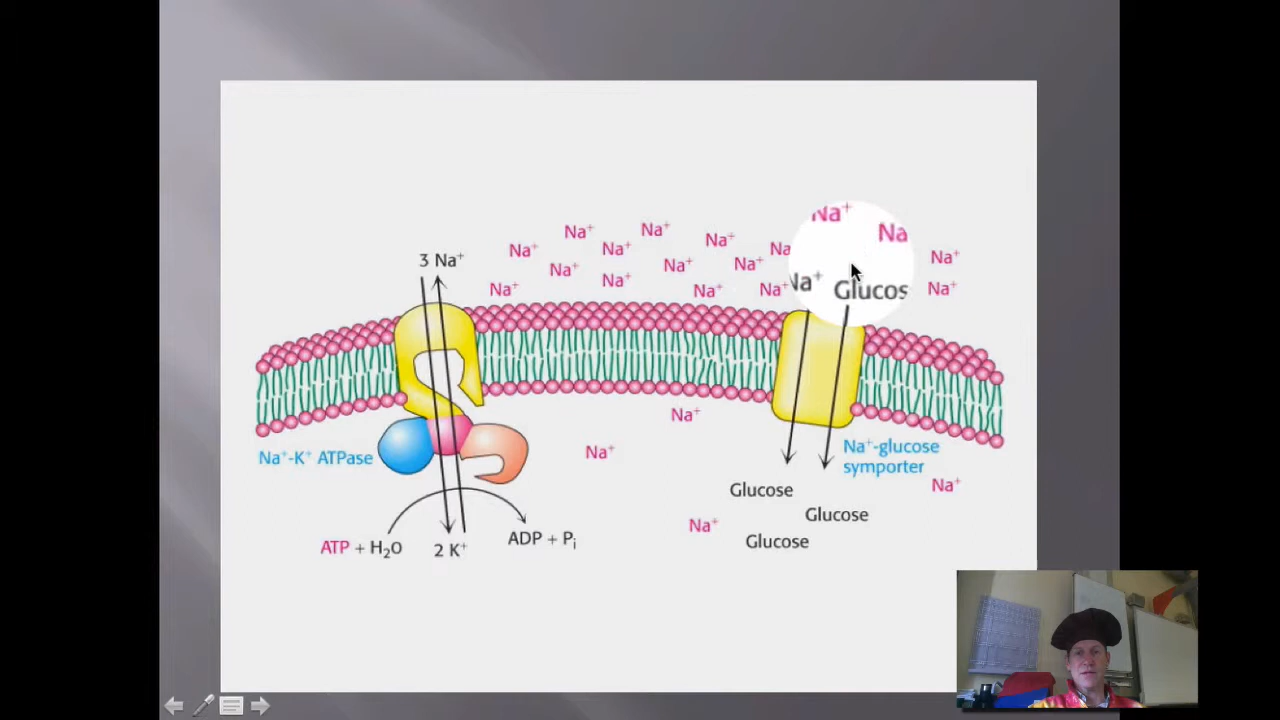 Na⁺
Na
Na⁺
Na⁺
Na⁺
Na⁺
Na⁺
Na
3 Na⁺
Na⁺
Na⁺
Na⁺
Na⁺
Na⁺
Na⁺
Na⁺
Na⁺
Na⁺
Na⁺
Na⁺
Glucos
Na⁺
Na⁺
Na⁺
Na⁺-glucose
symporter
Na⁺-K⁺ ATPase
Na⁺
Glucose
Glucose
Na⁺
Glucose
ATP + H₂O
2 K⁺
ADP + Pᵢ